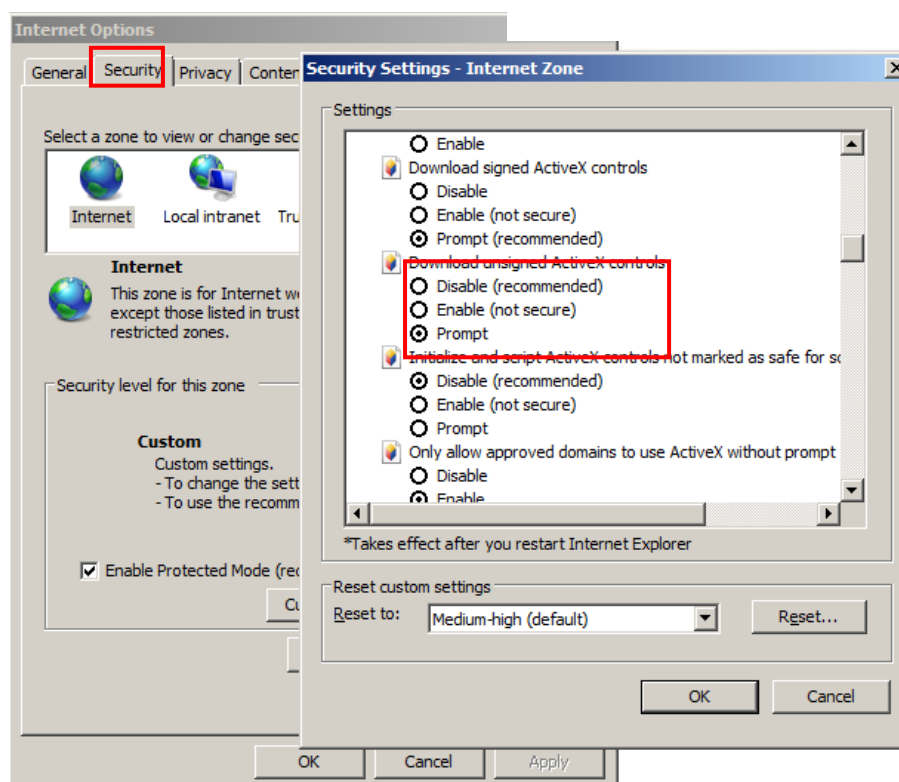 Internet Options
General Security Privacy
Select a zone to view or change
Internet Local intranet
Internet
This zone is for Internet
except those listed in
restricted zones.
Security level for this zone
Custom
Custom settings.
- To change the
- To use the
Enable Protected Mode
OK Cancel Apply
Security Settings - Internet Zone
Settings
Enable
Download signed ActiveX controls
Disable
Enable (not secure)
Prompt (recommended)
Download unsigned ActiveX controls
Disable (recommended)
Enable (not secure)
Prompt
Initialize and script ActiveX controls not marked as safe for
Disable (recommended)
Enable (not secure)
Prompt
Only allow approved domains to use ActiveX without prompt
Disable
Enable
*Takes effect after you restart Internet Explorer
Reset custom settings
Reset to: Medium-high (default) Reset...
OK Cancel